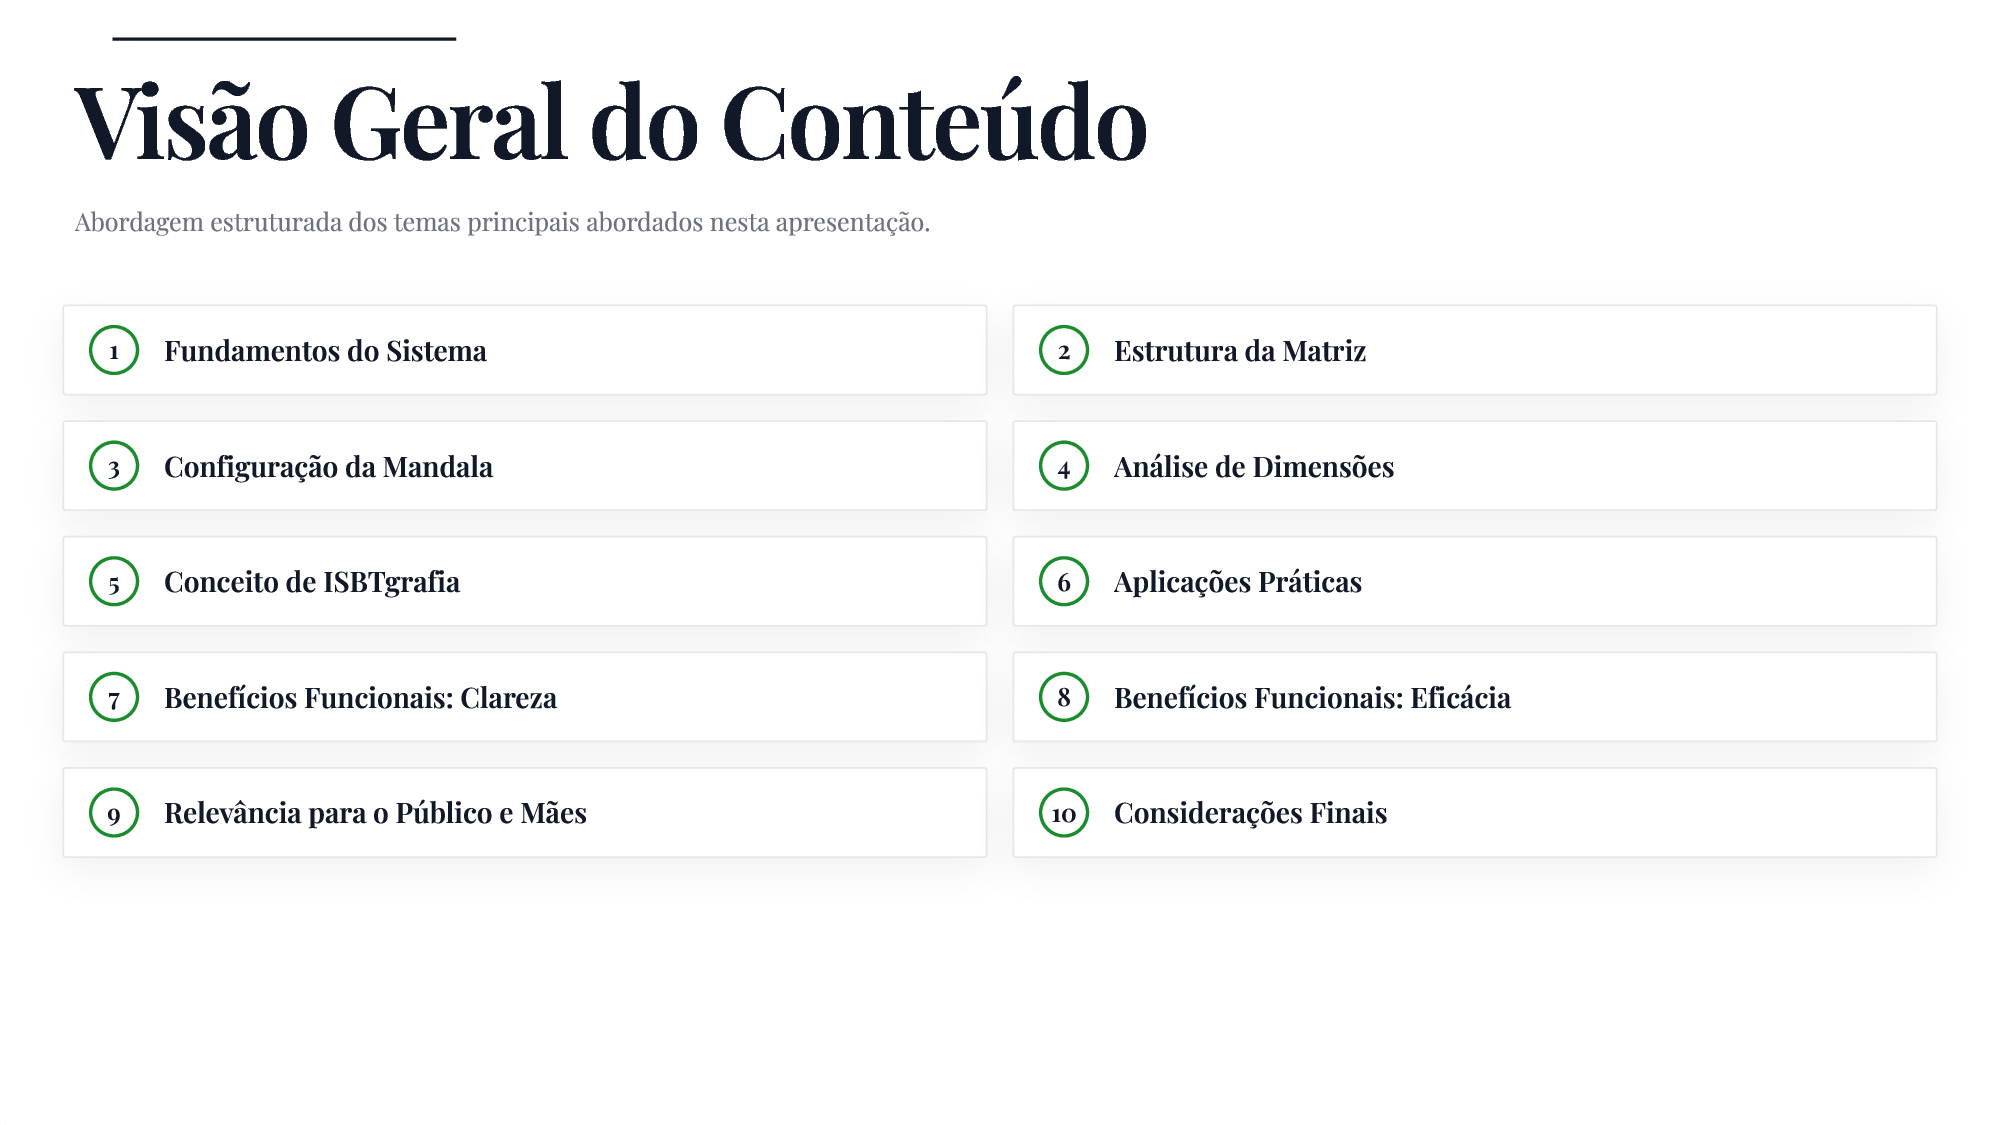 Visão Geral do Conteúdo
Abordagem estruturada dos temas principais abordados nesta apresentação.
1 Fundamentos do Sistema
2 Estrutura da Matriz
3 Configuração da Mandala
4 Análise de Dimensões
5 Conceito de ISBTgrafia
6 Aplicações Práticas
7 Benefícios Funcionais: Clareza
8 Benefícios Funcionais: Eficácia
9 Relevância para o Público e Mães
10 Considerações Finais